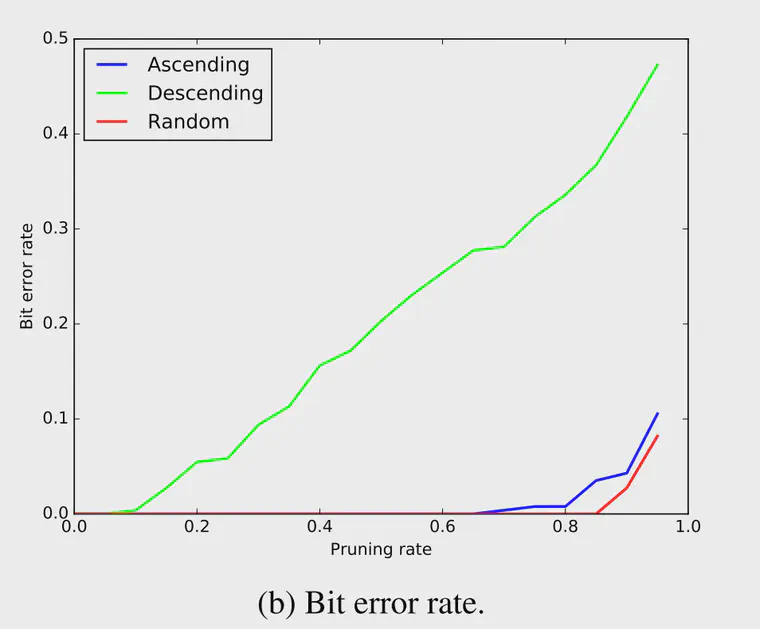 0.5
Ascending
Descending
Random
0.4
0.3
0.2
0.1
0.0
Bit error rate
0.0 0.2 0.4 0.6 0.8 1.0
Pruning rate
(b) Bit error rate.